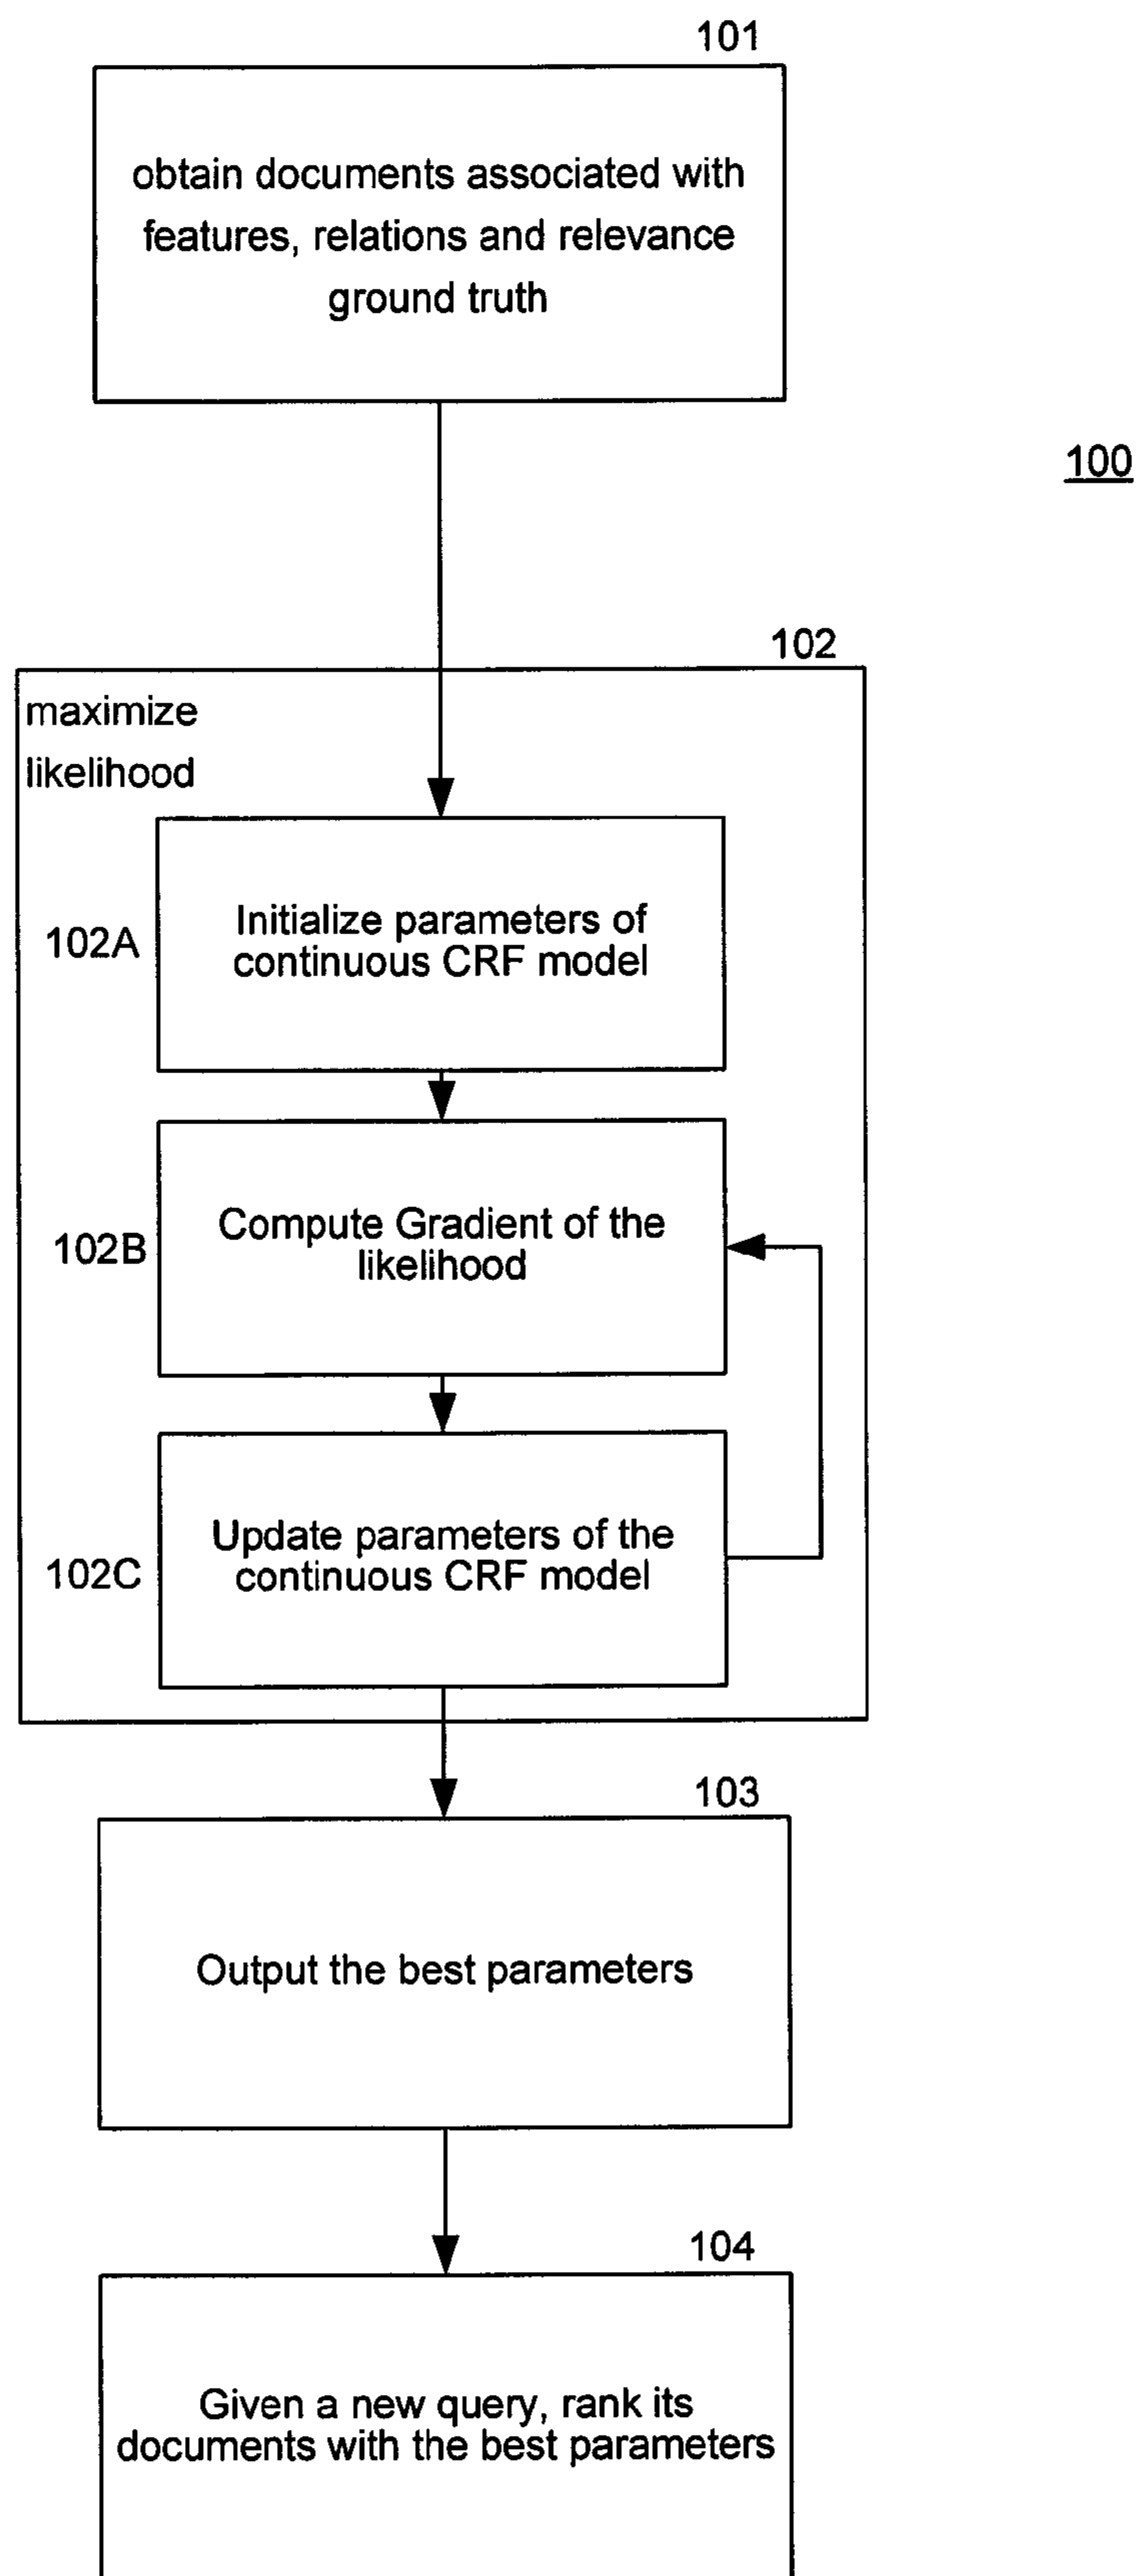 101
obtain documents associated with
features, relations and relevance
ground truth
100
102
maximize
likelihood
102A
Initialize parameters of
continuous CRF model
102B
Compute Gradient of the
likelihood
102C
Update parameters of the
continuous CRF model
103
Output the best parameters
104
Given a new query, rank its
documents with the best parameters